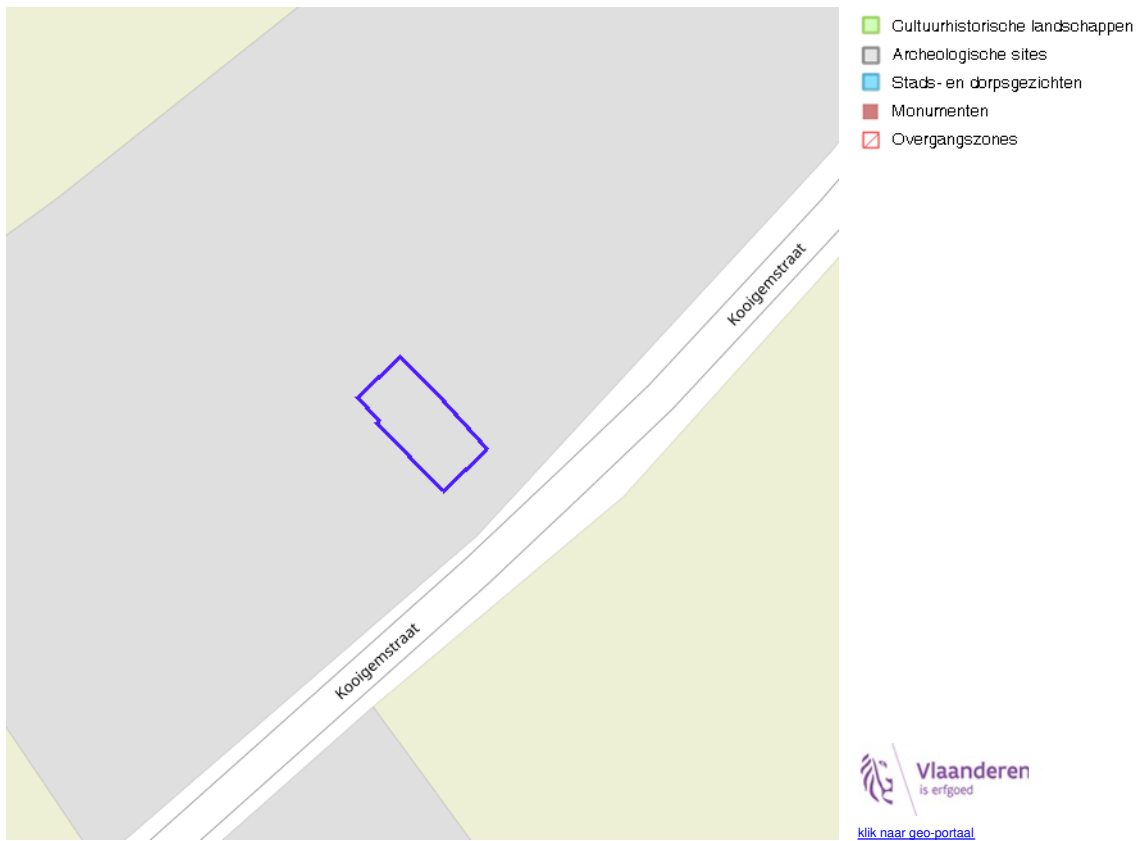 Cultuurhistorische landschappen
Archeologische sites
Stads- en dorpsgezichten
Monumenten
Overgangszones
Kooigemstraat
Kooigemstraat
Vlaanderen
is erfgoed
klik naar geo-portaal